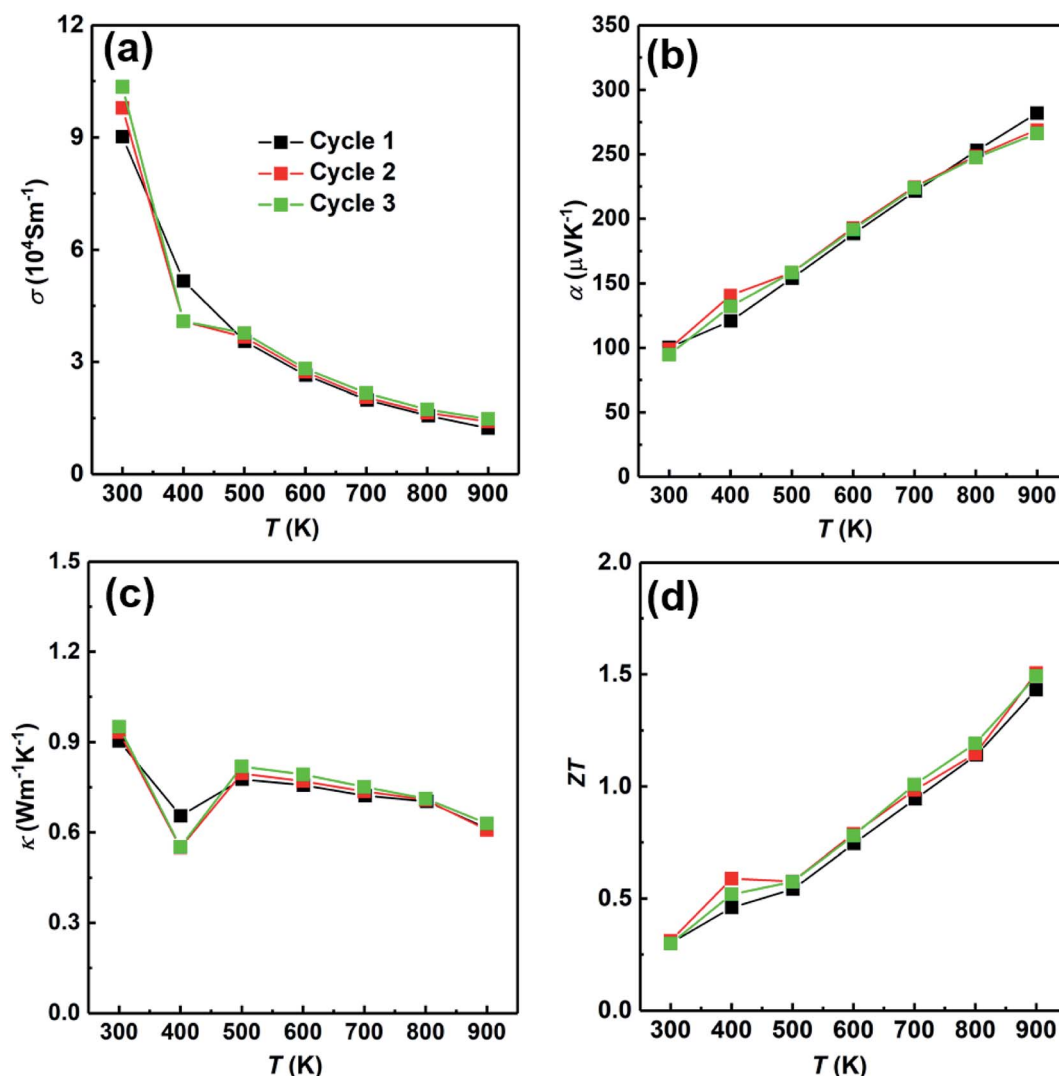 (a)
12
9
6
3
0
σ (10⁴Sm⁻¹)
Cycle 1
Cycle 2
Cycle 3
300 400 500 600 700 800 900
T (K)
(b)
350
300
250
200
150
100
50
0
α (μVK⁻¹)
300 400 500 600 700 800 900
T (K)
(c)
1.5
1.2
0.9
0.6
0.3
0.0
κ (Wm⁻¹K⁻¹)
300 400 500 600 700 800 900
T (K)
(d)
2.0
1.5
1.0
0.5
0.0
ZT
300 400 500 600 700 800 900
T (K)